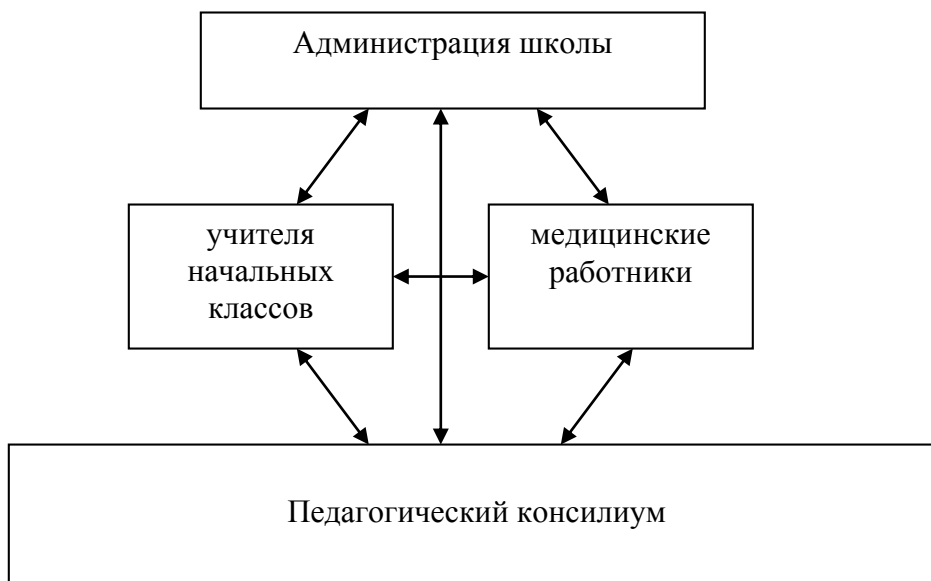 Администрация школы
учителя
начальных
классов
медицинские
работники
Педагогический консилиум